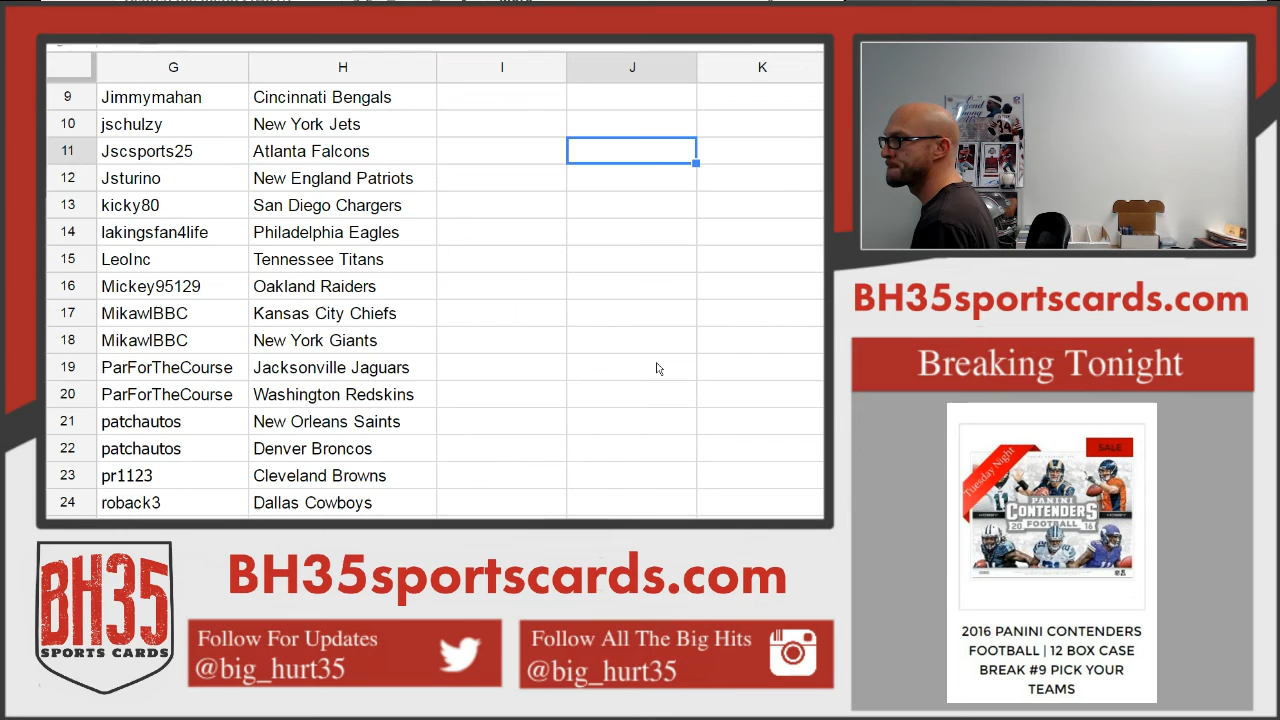 G H I J K
9 Jimmymahan Cincinnati Bengals
10 jschulzy New York Jets
11 Jscsports25 Atlanta Falcons
12 Jsturino New England Patriots
13 kicky80 San Diego Chargers
14 lakingsfan4life Philadelphia Eagles
15 LeoInc Tennessee Titans
16 Mickey95129 Oakland Raiders
17 MikawIBBC Kansas City Chiefs
18 MikawIBBC New York Giants
19 ParForTheCourse Jacksonville Jaguars
20 ParForTheCourse Washington Redskins
21 patchautos New Orleans Saints
22 patchautos Denver Broncos
23 pr1123 Cleveland Browns
24 roback3 Dallas Cowboys
BH35sportscards.com
Breaking Tonight
Tuesday Night
SALE
PANINI
CONTENDERS
2016 FOOTBALL
2016 PANINI CONTENDERS
FOOTBALL | 12 BOX CASE
BREAK #9 PICK YOUR
TEAMS
BH35
SPORTS CARDS
BH35sportscards.com
Follow For Updates
@big_hurt35
Follow All The Big Hits
@big_hurt35